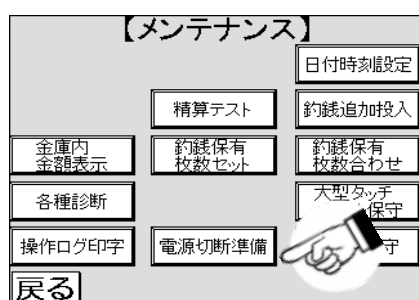 【メンテナンス】
日付時刻設定
精算テスト
釣銭追加投入
金庫内
金額表示
釣銭保有
枚数セット
釣銭保有
枚数合わせ
各種診断
大型タッチ
保守
操作ログ印字
電源切断準備
守
戻る